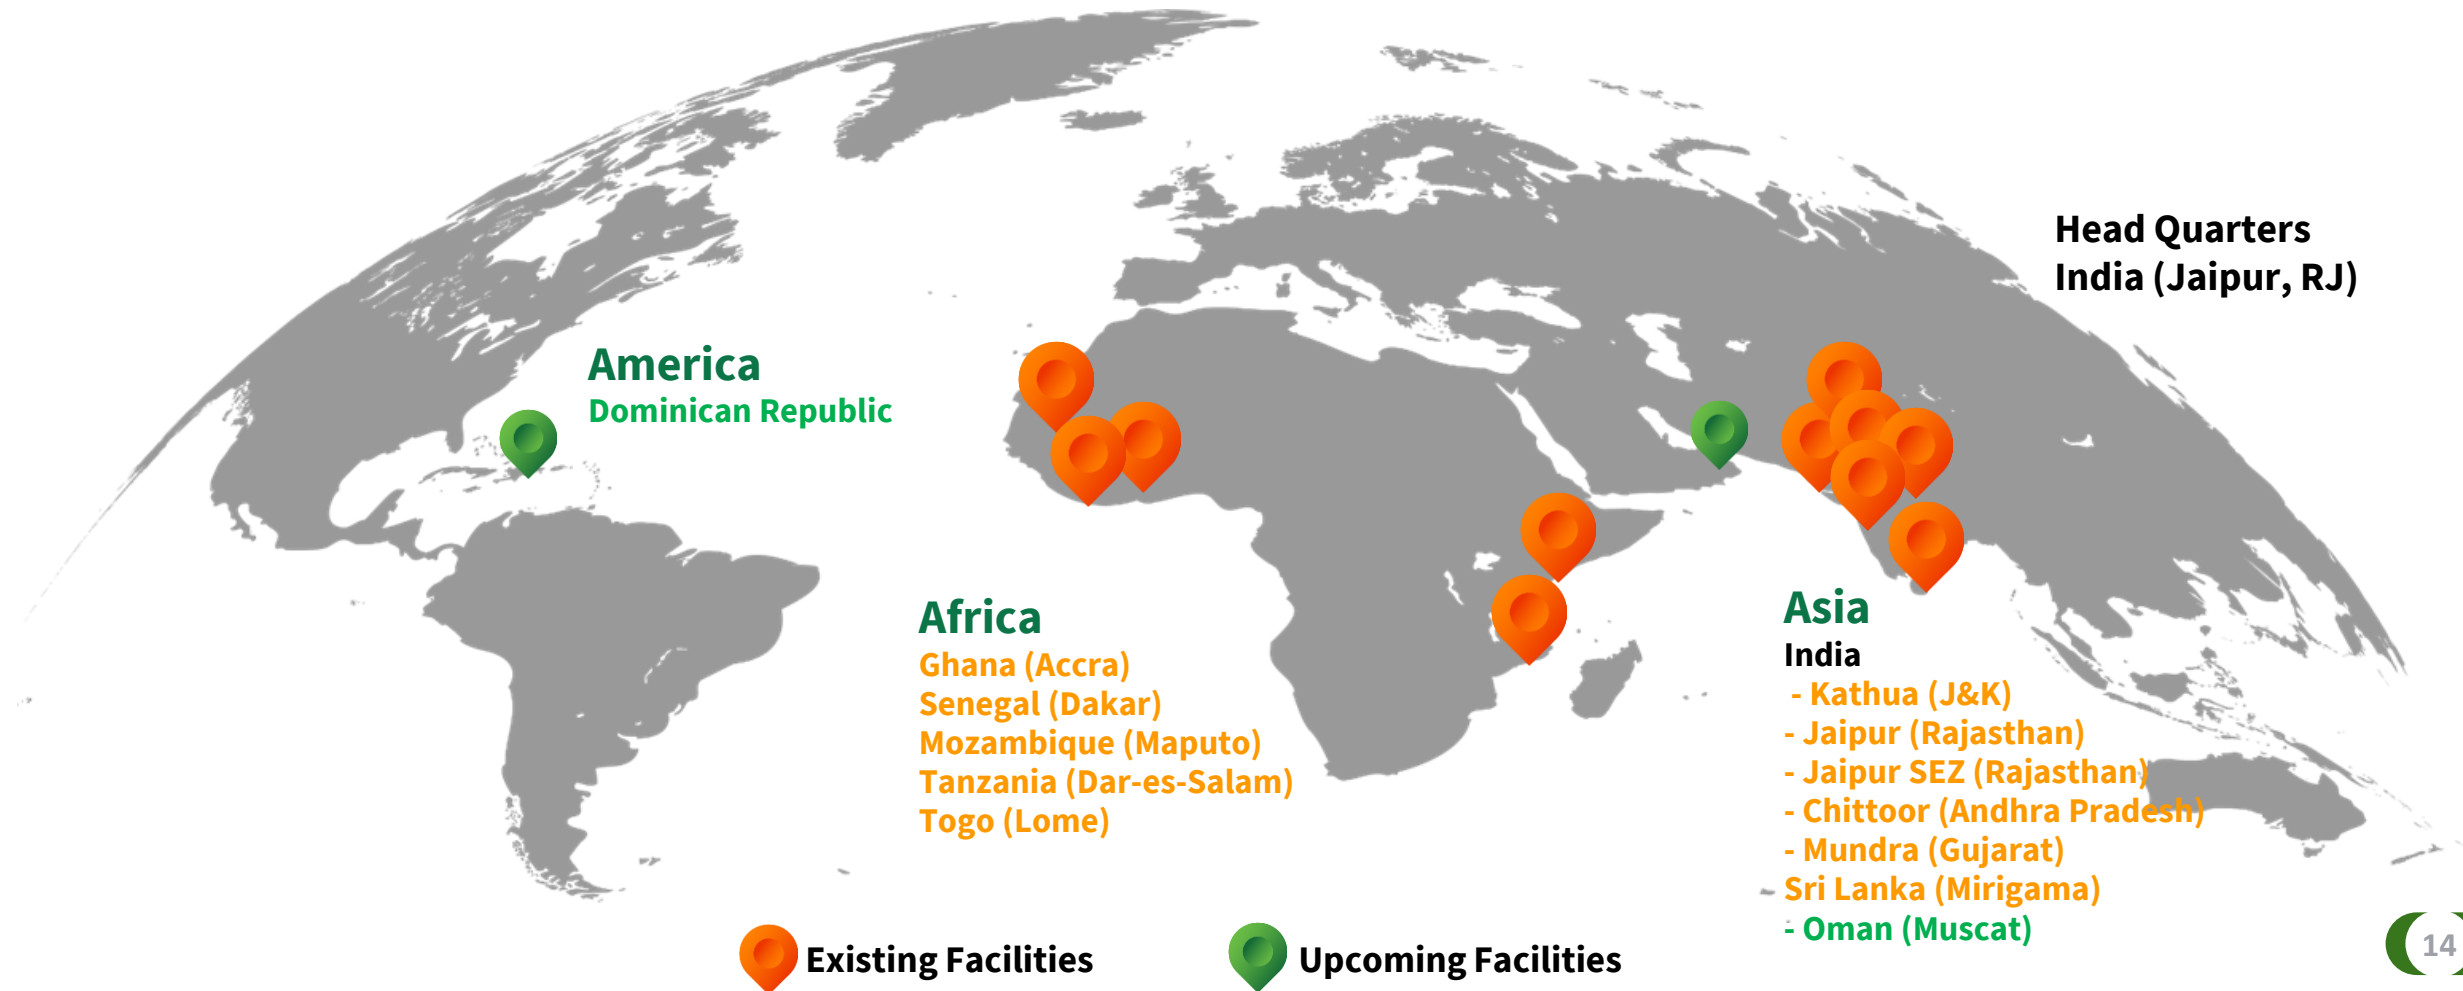 Head Quarters
India (Jaipur, RJ)
America
Dominican Republic
Africa
Ghana (Accra)
Senegal (Dakar)
Mozambique (Maputo)
Tanzania (Dar-es-Salam)
Togo (Lome)
Asia
India
- Kathua (J&K)
- Jaipur (Rajasthan)
- Jaipur SEZ (Rajasthan)
- Chittoor (Andhra Pradesh)
- Mundra (Gujarat)
Sri Lanka (Mirigama)
- Oman (Muscat)
Existing Facilities
Upcoming Facilities
14